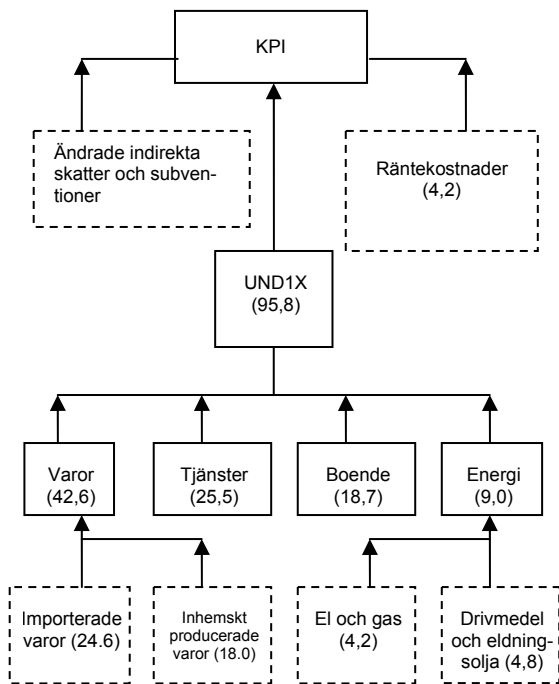 KPI
Ändrade indirekta
skatter och subven-
tioner
Räntekostnader
(4,2)
UND1X
(95,8)
Varor
(42,6)
Tjänster
(25,5)
Boende
(18,7)
Energi
(9,0)
Importerade
varor (24.6)
Inhemskt
producerade
varor (18.0)
El och gas
(4,2)
Drivmedel
och eldning-
solja (4,8)